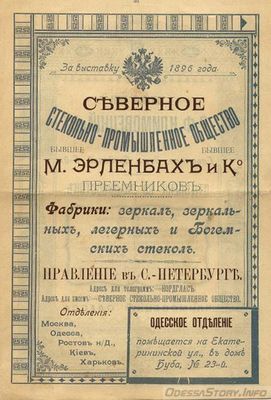 За выставку 1896 года.
СѢВЕРНОЕ
СТЕКОЛЬНО-ПРОМЫШЛЕННОЕ ОБЩЕСТВО
БЫВШЕЕ БЫВШЕЕ
М. ЭРЛЕНБАХЪ и К⁰
ПРЕЕМНИКОВЪ.
Фабрики: зеркалъ, зеркаль-
ныхъ, легерныхъ и Богем-
скихъ стеколъ.
ПРАВЛЕНІЕ въ С.-ПЕТЕРБУРГѢ.
Адресъ для телеграммъ:—НОРДГЛАСЪ.
Адресъ для писемъ:—СѢВЕРНОЕ СТЕКОЛЬНО-ПРОМЫШЛЕННОЕ ОБЩЕСТВО.
Отдѣленія:
Москва,
Одесса,
Ростовъ н/Д.,
Кіевъ,
Харьковъ.
ОДЕССКОЕ ОТДѢЛЕНІЕ
помѣщается на Екате-
рининской ул., въ домѣ
Буба, № 23-й.
OdessaStory.info